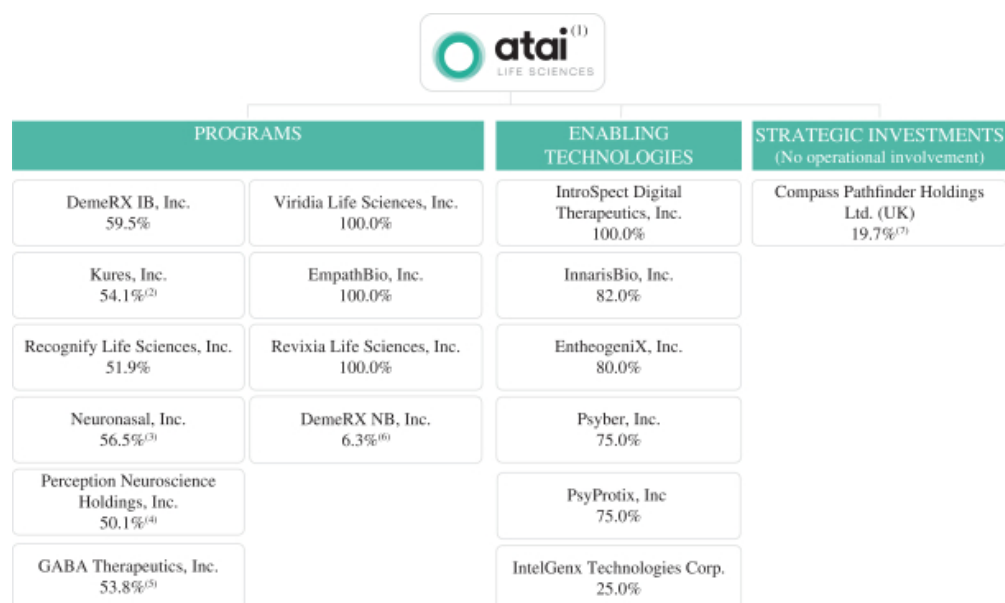 atai(1)
LIFE SCIENCES
PROGRAMS
DemeRX IB, Inc.
59.5%
Kures, Inc.
54.1%(2)
Recognify Life Sciences, Inc.
51.9%
Neuronasal, Inc.
56.5%(3)
Perception Neuroscience
Holdings, Inc.
50.1%(4)
GABA Therapeutics, Inc.
53.8%(5)
Viridia Life Sciences, Inc.
100.0%
EmpathBio, Inc.
100.0%
Revixia Life Sciences, Inc.
100.0%
DemeRX NB, Inc.
6.3%(6)
ENABLING
TECHNOLOGIES
IntroSpect Digital
Therapeutics, Inc.
100.0%
InnarisBio, Inc.
82.0%
EntheogeniX, Inc.
80.0%
Psyber, Inc.
75.0%
PsyProtix, Inc
75.0%
IntelGenx Technologies Corp.
25.0%
STRATEGIC INVESTMENTS
(No operational involvement)
Compass Pathfinder Holdings
Ltd. (UK)
19.7%(7)